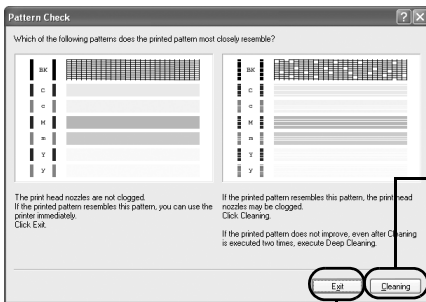 Pattern Check
Which of the following patterns does the printed pattern most closely resemble?
BK
C
c
M
m
Y
y
BK
C
c
M
m
Y
y
The print head nozzles are not clogged.
If the printed pattern resembles this pattern, you can use the
printer immediately.
Click Exit.
If the printed pattern resembles this pattern, the print head
nozzles may be clogged.
Click Cleaning.
If the printed pattern does not improve, even after Cleaning
is executed two times, execute Deep Cleaning.
Exit
Cleaning